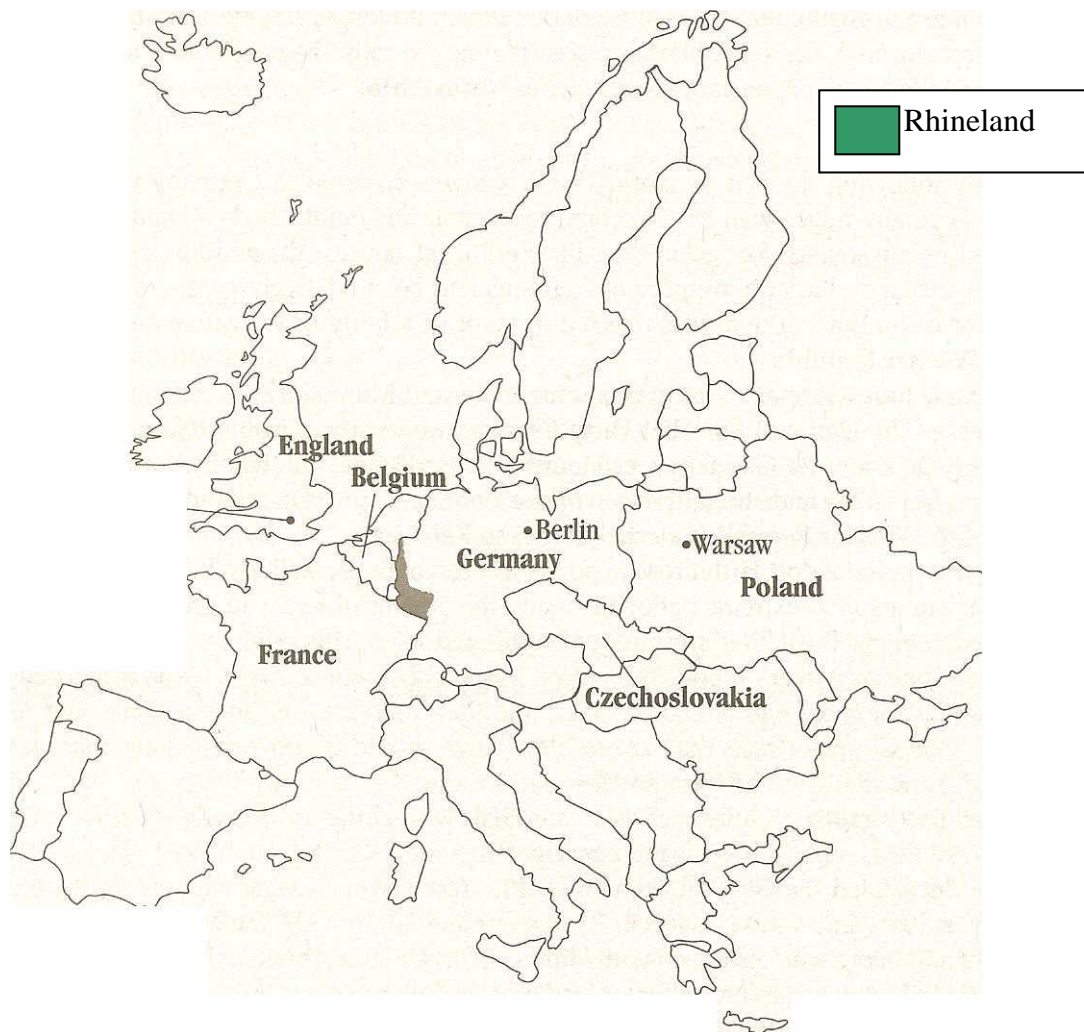 Rhineland
England
Belgium
Berlin
Germany
Warsaw
Poland
France
Czechoslovakia